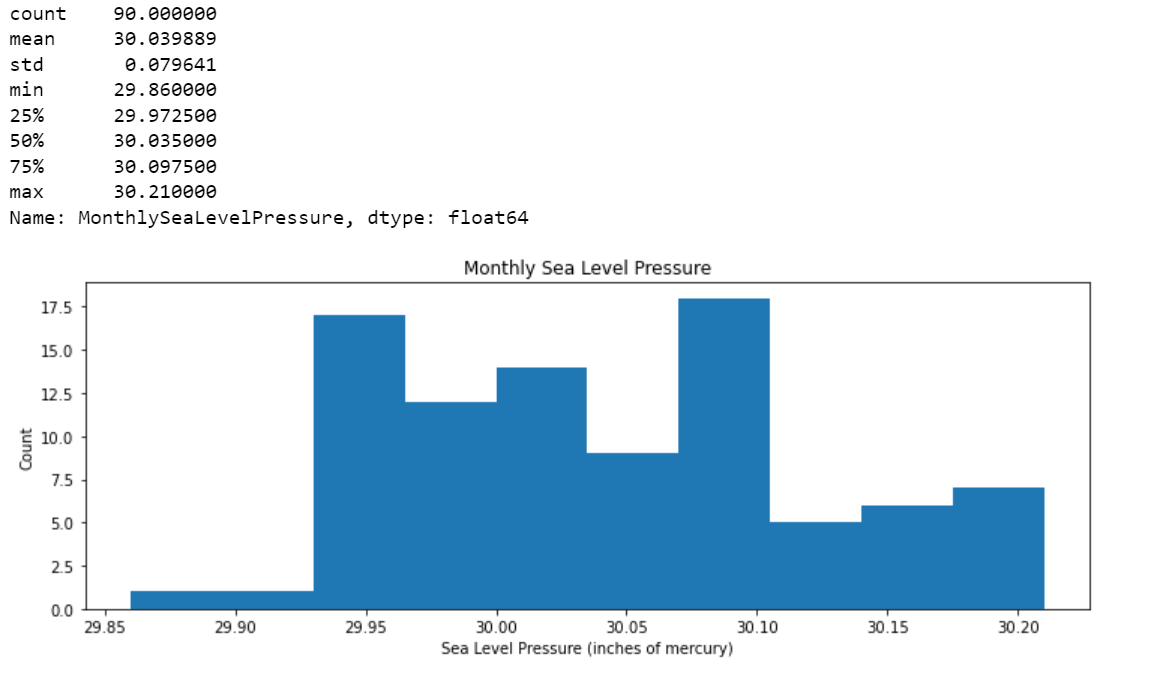 count    90.000000
mean     30.039889
std       0.079641
min      29.860000
25%      29.972500
50%      30.035000
75%      30.097500
max      30.210000
Name: MonthlySeaLevelPressure, dtype: float64
Monthly Sea Level Pressure
17.5
15.0
12.5
10.0
7.5
5.0
2.5
0.0
Count
29.85 29.90 29.95 30.00 30.05 30.10 30.15 30.20
Sea Level Pressure (inches of mercury)